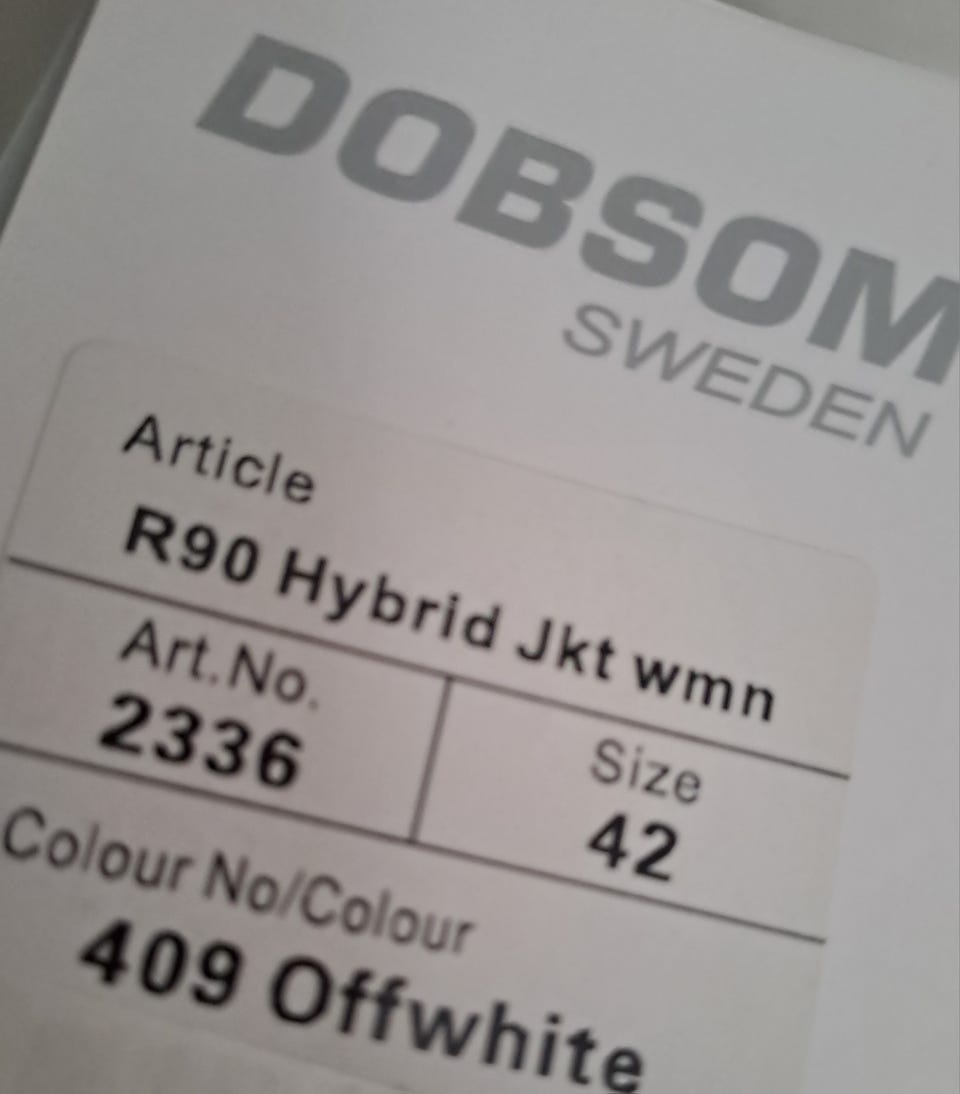 DOBSOM
SWEDEN
Article
R90 Hybrid Jkt wmn
Art.No.
2336
Size
42
Colour No/Colour
409 Offwhite